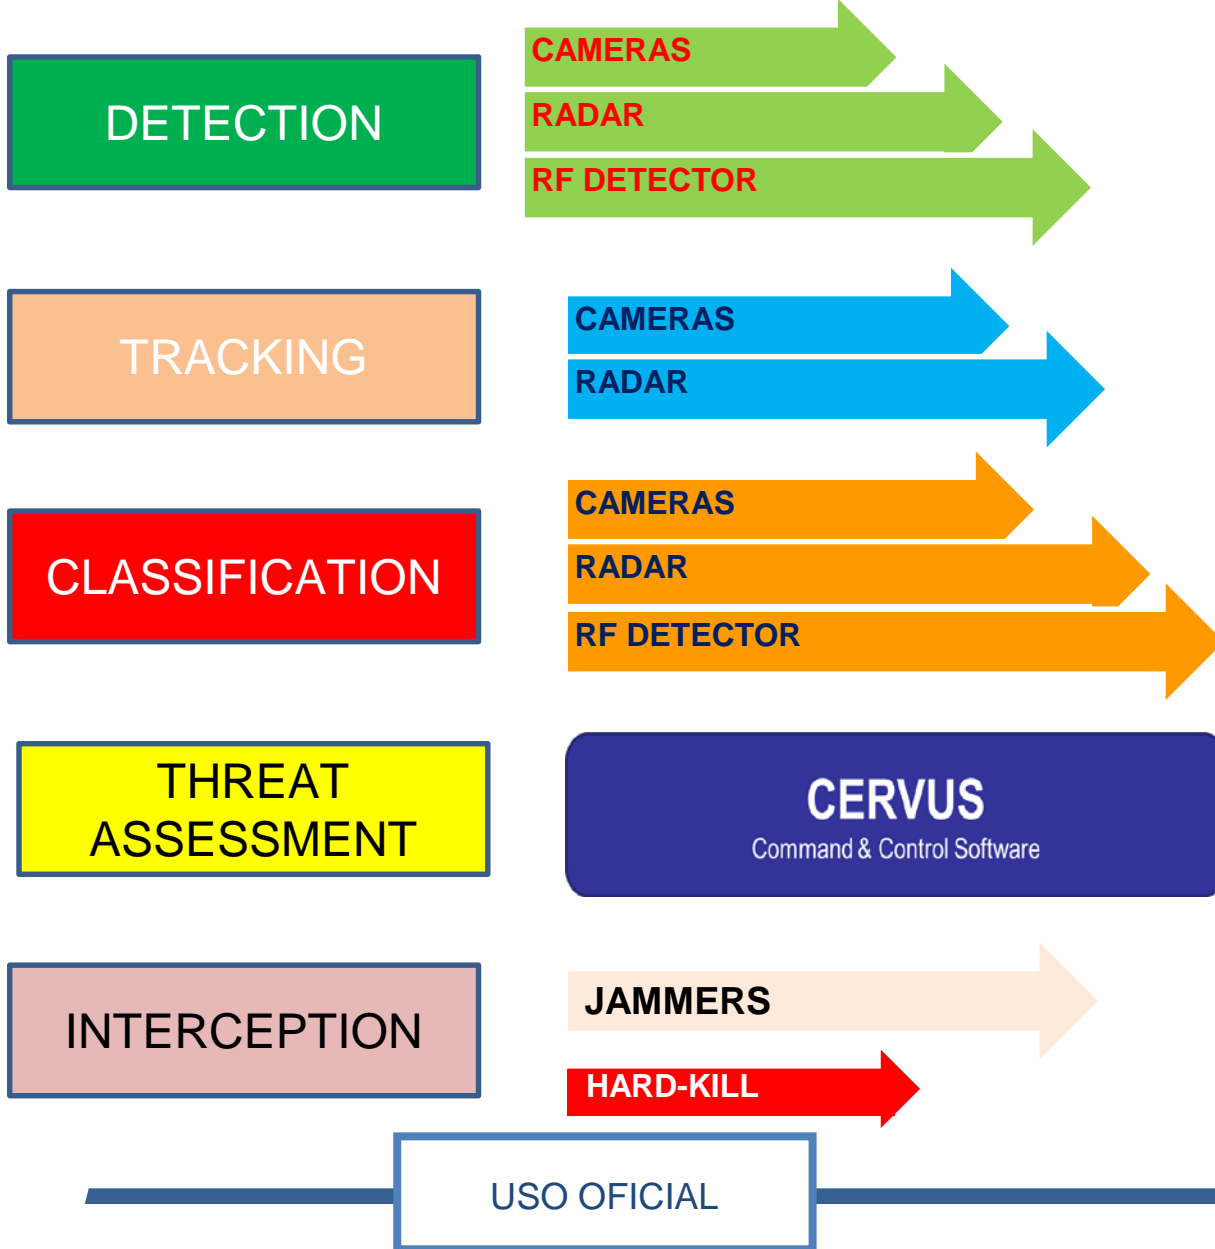 DETECTION
CAMERAS
RADAR
RF DETECTOR
TRACKING
CAMERAS
RADAR
CLASSIFICATION
CAMERAS
RADAR
RF DETECTOR
THREAT
ASSESSMENT
CERVUS
Command & Control Software
INTERCEPTION
JAMMERS
HARD-KILL
USO OFICIAL